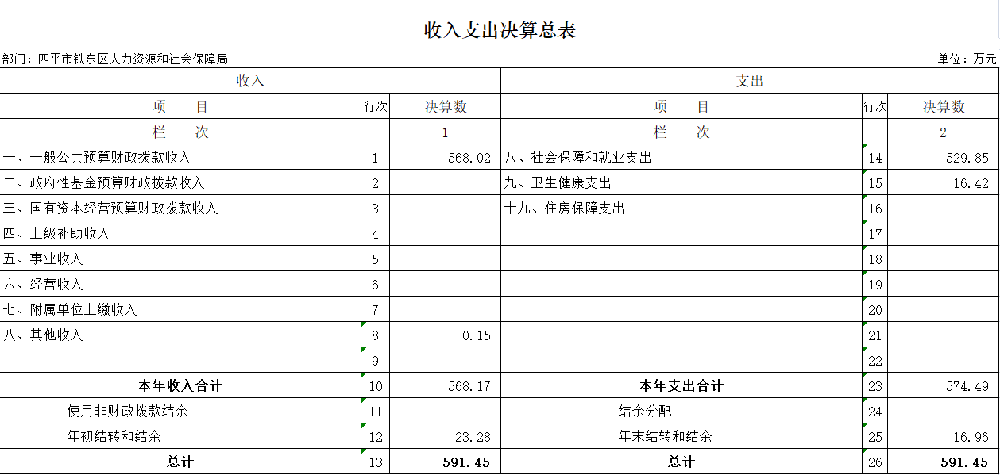 收入支出决算总表
部门：四平市铁东区人力资源和社会保障局 单位：万元
收入 支出
项 目 行次 决算数 项 目 行次 决算数
栏 次 1 栏 次 2
一、一般公共预算财政拨款收入 1 568.02 八、社会保障和就业支出 14 529.85
二、政府性基金预算财政拨款收入 2 九、卫生健康支出 15 16.42
三、国有资本经营预算财政拨款收入 3 十九、住房保障支出 16
四、上级补助收入 4 17
五、事业收入 5 18
六、经营收入 6 19
七、附属单位上缴收入 7 20
八、其他收入 8 0.15 21
9 22
本年收入合计 10 568.17 本年支出合计 23 574.49
使用非财政拨款结余 11 结余分配 24
年初结转和结余 12 23.28 年末结转和结余 25 16.96
总计 13 591.45 总计 26 591.45